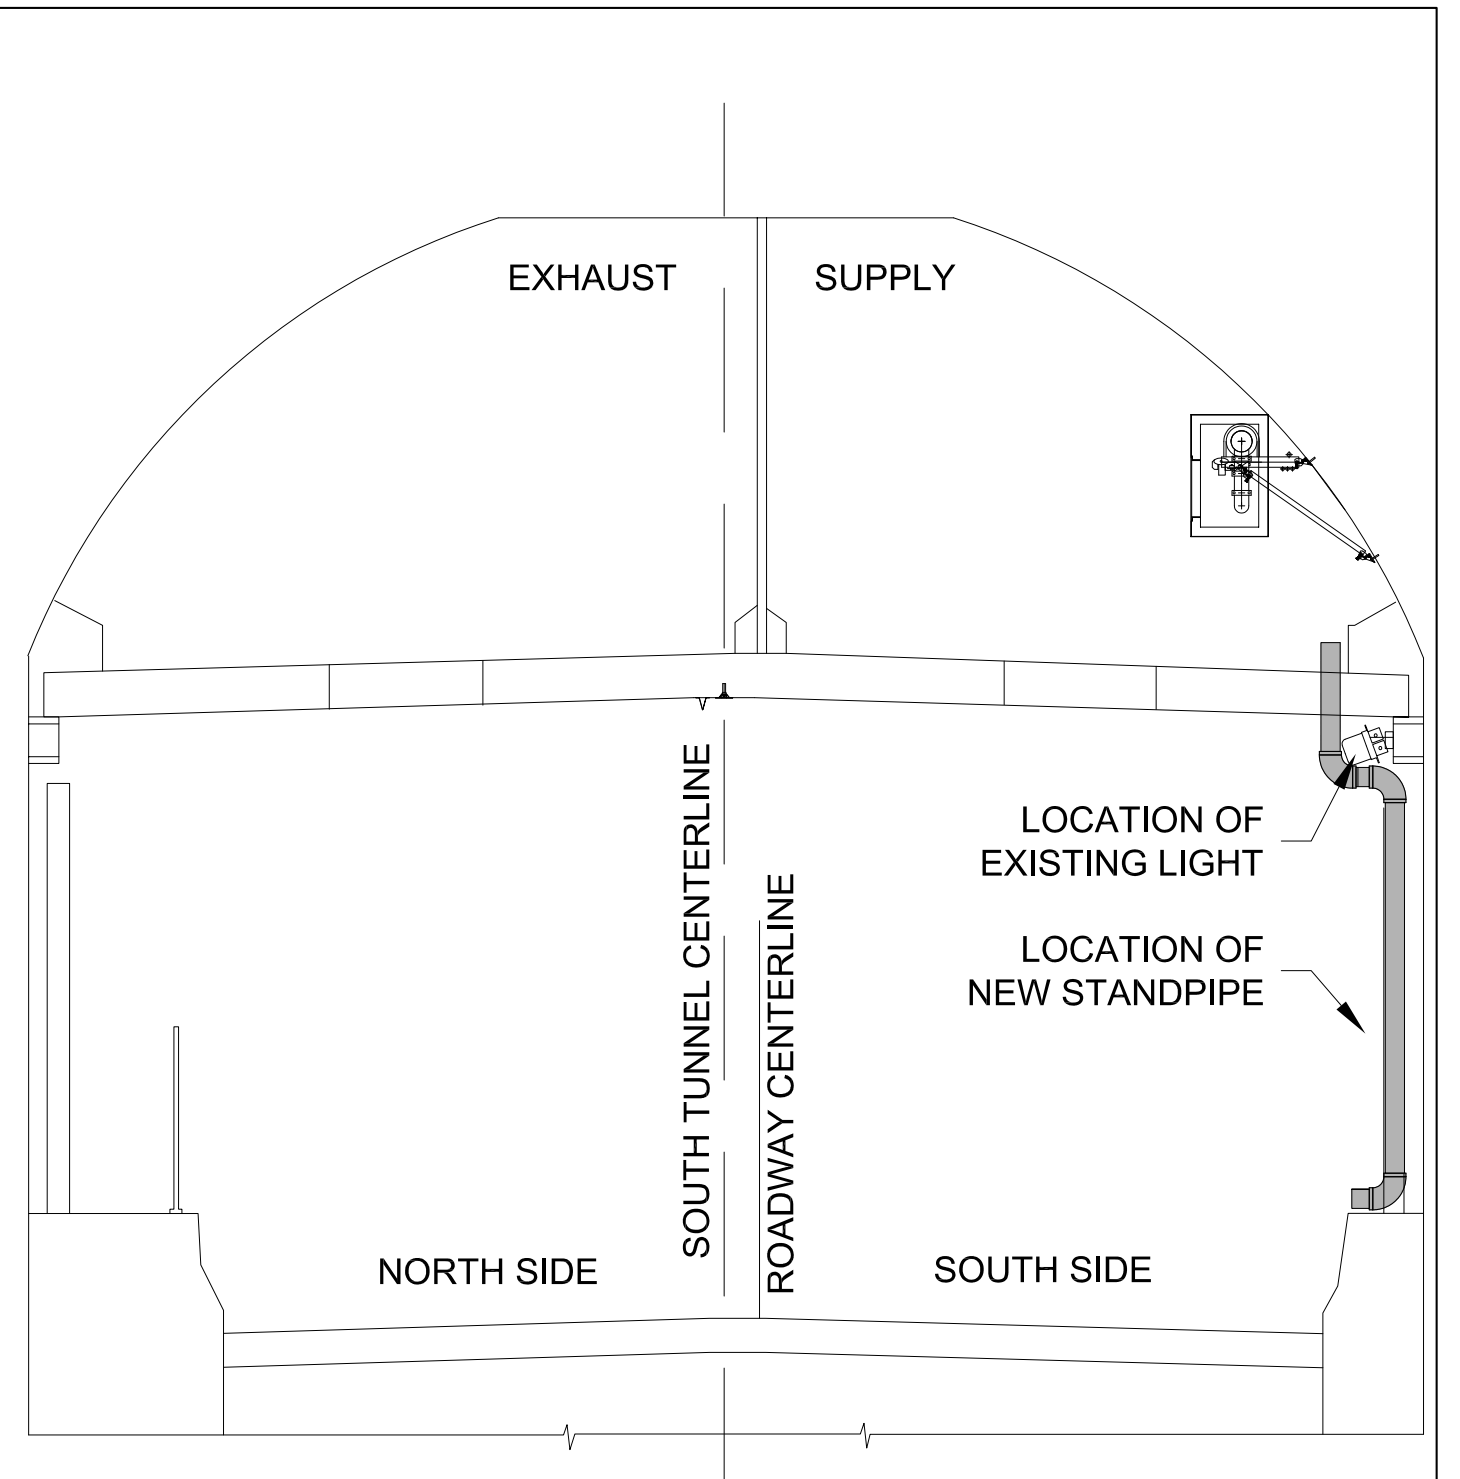 EXHAUST
SUPPLY
SOUTH TUNNEL CENTERLINE
ROADWAY CENTERLINE
LOCATION OF
EXISTING LIGHT
LOCATION OF
NEW STANDPIPE
NORTH SIDE
SOUTH SIDE